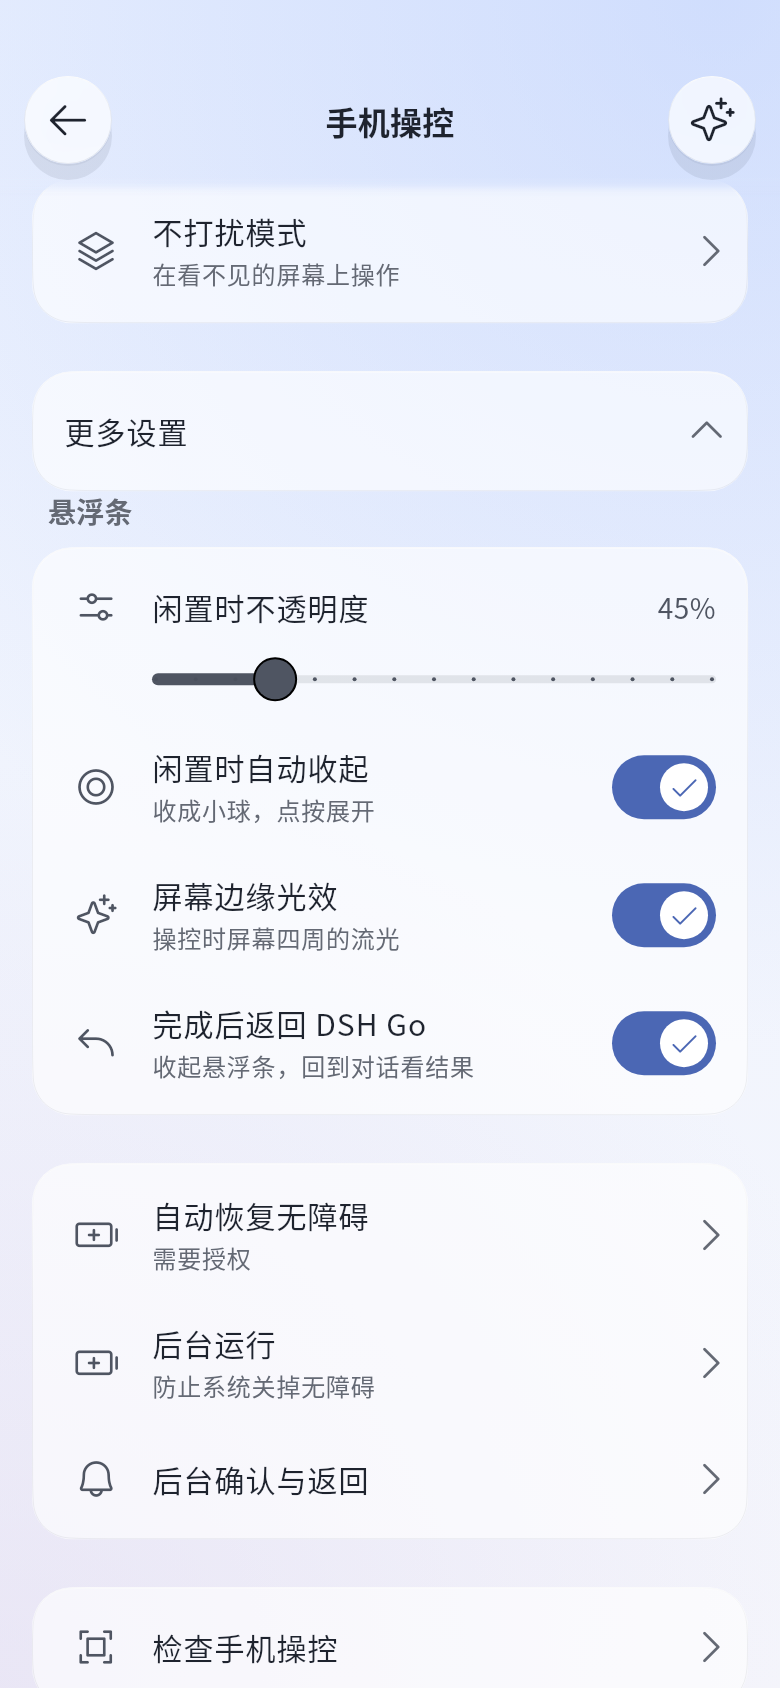 手机操控
不打扰模式
在看不见的屏幕上操作
更多设置
悬浮条
闲置时不透明度
45%
闲置时自动收起
收成小球，点按展开
屏幕边缘光效
操控时屏幕四周的流光
完成后返回 DSH Go
收起悬浮条，回到对话看结果
自动恢复无障碍
需要授权
后台运行
防止系统关掉无障碍
后台确认与返回
检查手机操控